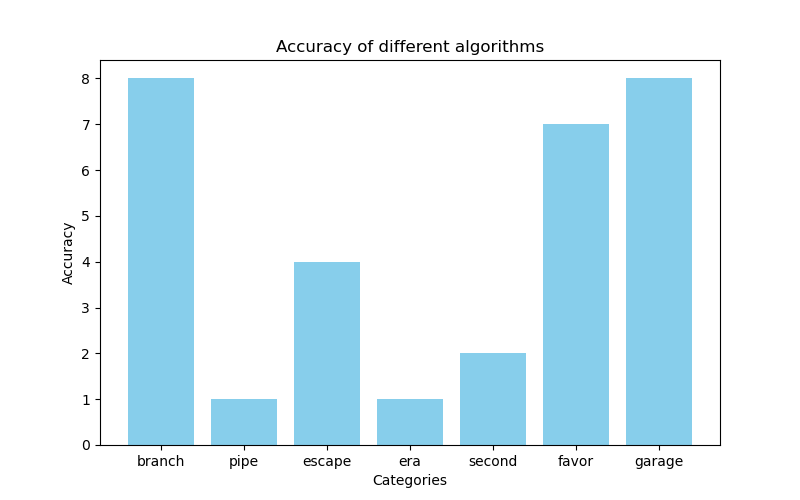 Accuracy of different algorithms
Accuracy
8
7
6
5
4
3
2
1
0
branch pipe escape era second favor garage
Categories